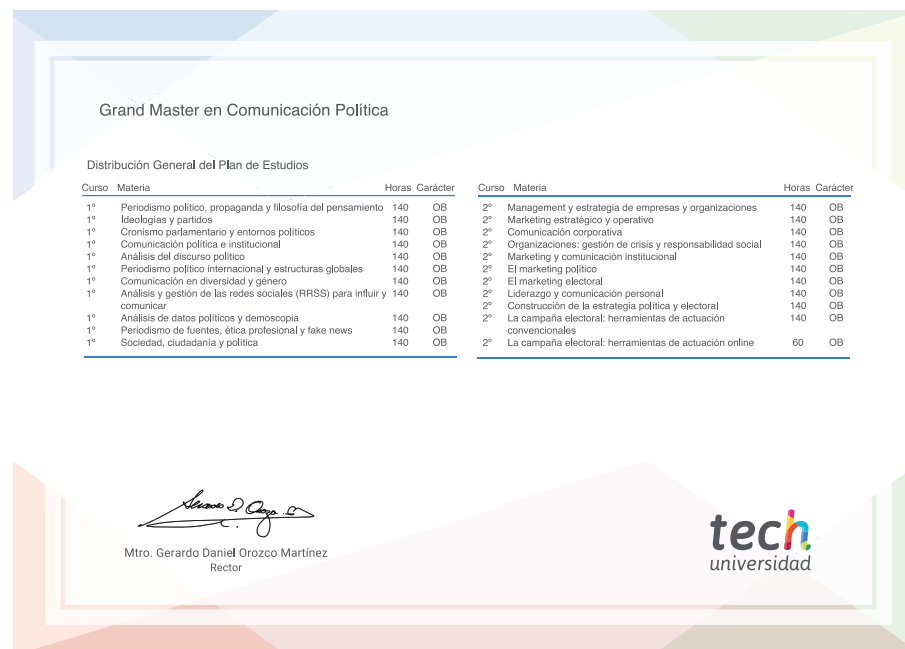 Grand Master en Comunicación Política
Distribución General del Plan de Estudios
Curso Materia Horas Carácter
1º Periodismo político, propaganda y filosofía del pensamiento 140 OB
1º Ideologías y partidos 140 OB
1º Cronismo parlamentario y entornos políticos 140 OB
1º Comunicación política e institucional 140 OB
1º Análisis del discurso político 140 OB
1º Periodismo político internacional y estructuras globales 140 OB
1º Comunicación en diversidad y género 140 OB
1º Análisis y gestión de las redes sociales (RRSS) para influir y 140 OB
comunicar
1º Análisis de datos políticos y demoscopia 140 OB
1º Periodismo de fuentes, ética profesional y fake news 140 OB
1º Sociedad, ciudadanía y política 140 OB
Curso Materia Horas Carácter
2º Management y estrategia de empresas y organizaciones 140 OB
2º Marketing estratégico y operativo 140 OB
2º Comunicación corporativa 140 OB
2º Organizaciones: gestión de crisis y responsabilidad social 140 OB
2º Marketing y comunicación institucional 140 OB
2º El marketing político 140 OB
2º El marketing electoral 140 OB
2º Liderazgo y comunicación personal 140 OB
2º Construcción de la estrategia política y electoral 140 OB
2º La campaña electoral: herramientas de actuación 140 OB
convencionales
2º La campaña electoral: herramientas de actuación online 60 OB
Mtro. Gerardo Daniel Orozco Martínez
Rector
tech
universidad